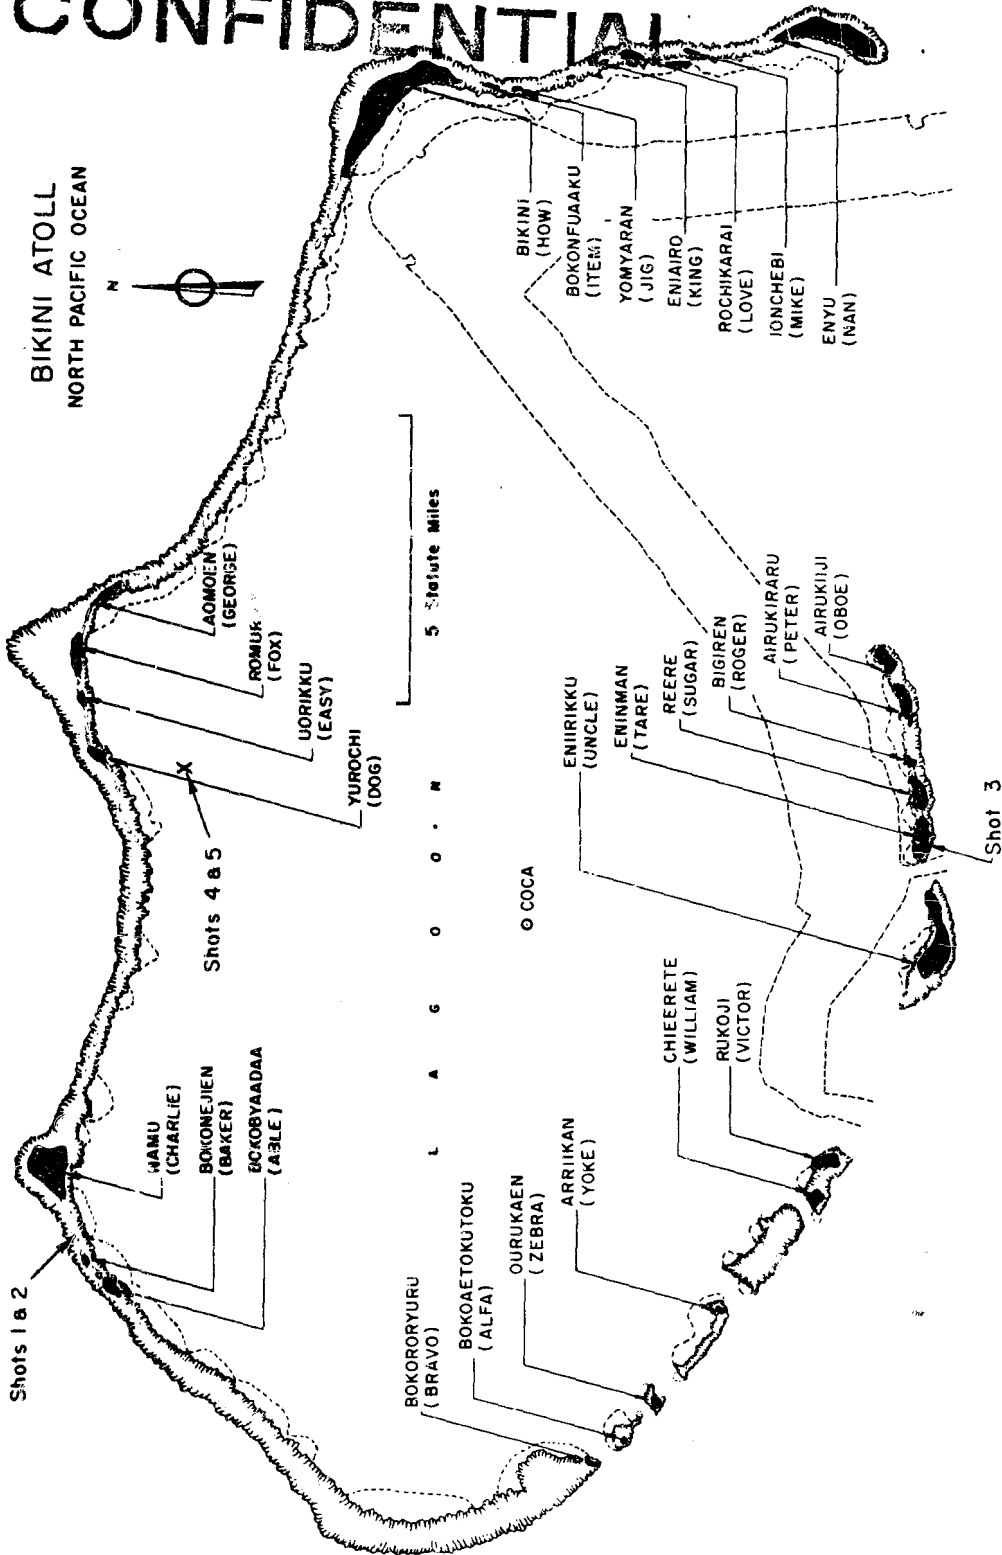 CONFIDENTIAL
BIKINI ATOLL
NORTH PACIFIC OCEAN
N
Shots 1 & 2
NAMU
(CHARLIE)
BOKONEJIEN
(BAKER)
BOKOBYAADAA
(ABLE)
Shots 4 & 5
X
YUROCHI
(DOG)
UORIKKU
(EASY)
ROMUR
(FOX)
AOMOEN
(GEORGE)
5 Statute Miles
BIKINI
(HOW)
BOKONFUAAKU
(ITEM)
YOMYARAN
(JIG)
ENIAIRO
(KING)
ROCHIKARAI
(LOVE)
IONCHEBI
(MIKE)
ENYU
(NAN)
L A G O O N
COCA
BOKORORYURU
(BRAVO)
BOKOAETOKUTOKU
(ALFA)
OURUKAEN
(ZEBRA)
ARRIIKAN
(YOKE)
CHIEERETE
(WILLIAM)
RUKOJI
(VICTOR)
ENIIRIKKU
(UNCLE)
ENINMAN
(TARE)
REERE
(SUGAR)
BIGIREN
(ROGER)
AIRUKIRARU
(PETER)
AIRUKIIJI
(OBOE)
Shot 3